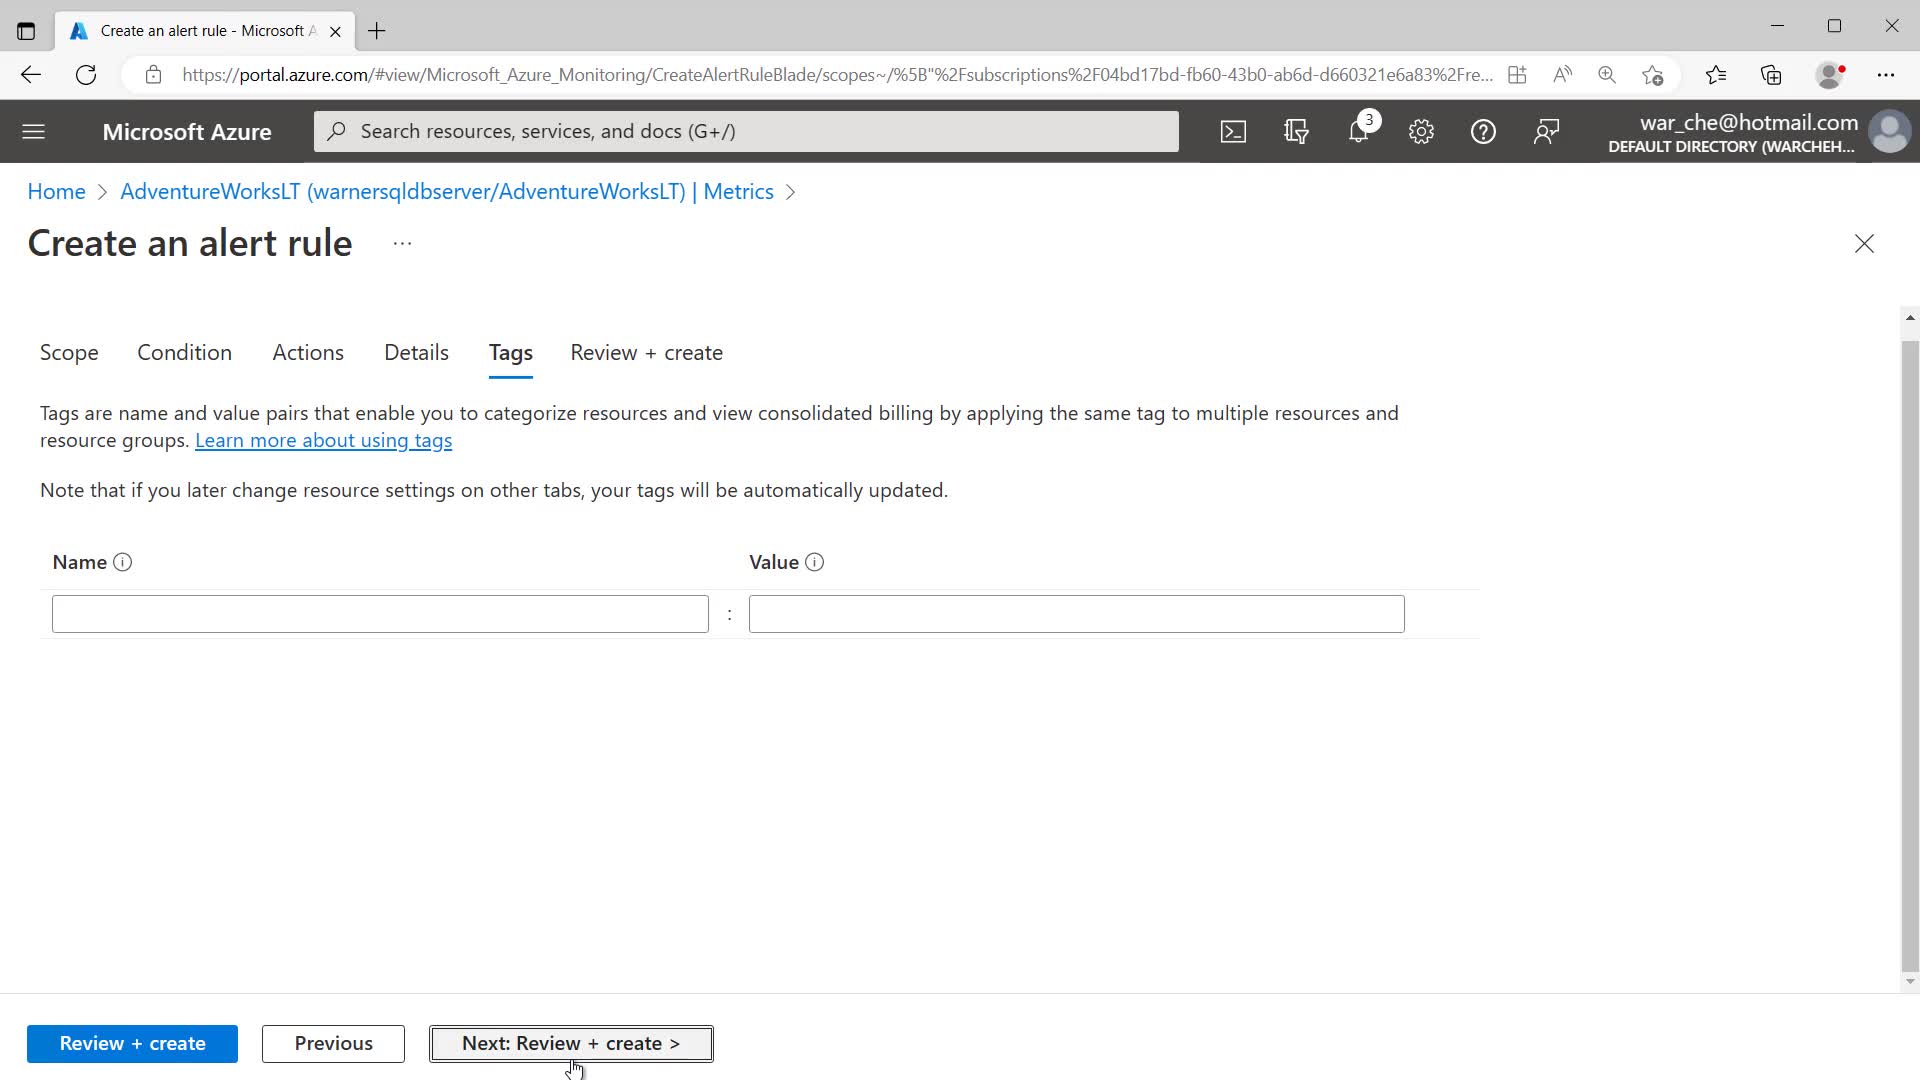 Create an alert rule - Microsoft A
https://portal.azure.com/#view/Microsoft_Azure_Monitoring/CreateAlertRuleBlade/scopes~/%5B"%2Fsubscriptions%2F04bd17bd-fb60-43b0-ab6d-d660321e6a83%2Fre...
Microsoft Azure
Search resources, services, and docs (G+/)
3
war_che@hotmail.com
DEFAULT DIRECTORY (WARCHEH...
Home > AdventureWorksLT (warnersqldbserver/AdventureWorksLT) | Metrics >
Create an alert rule ...
Scope Condition Actions Details Tags Review + create
Tags are name and value pairs that enable you to categorize resources and view consolidated billing by applying the same tag to multiple resources and
resource groups. Learn more about using tags
Note that if you later change resource settings on other tabs, your tags will be automatically updated.
Name Value
:
Review + create Previous Next: Review + create >